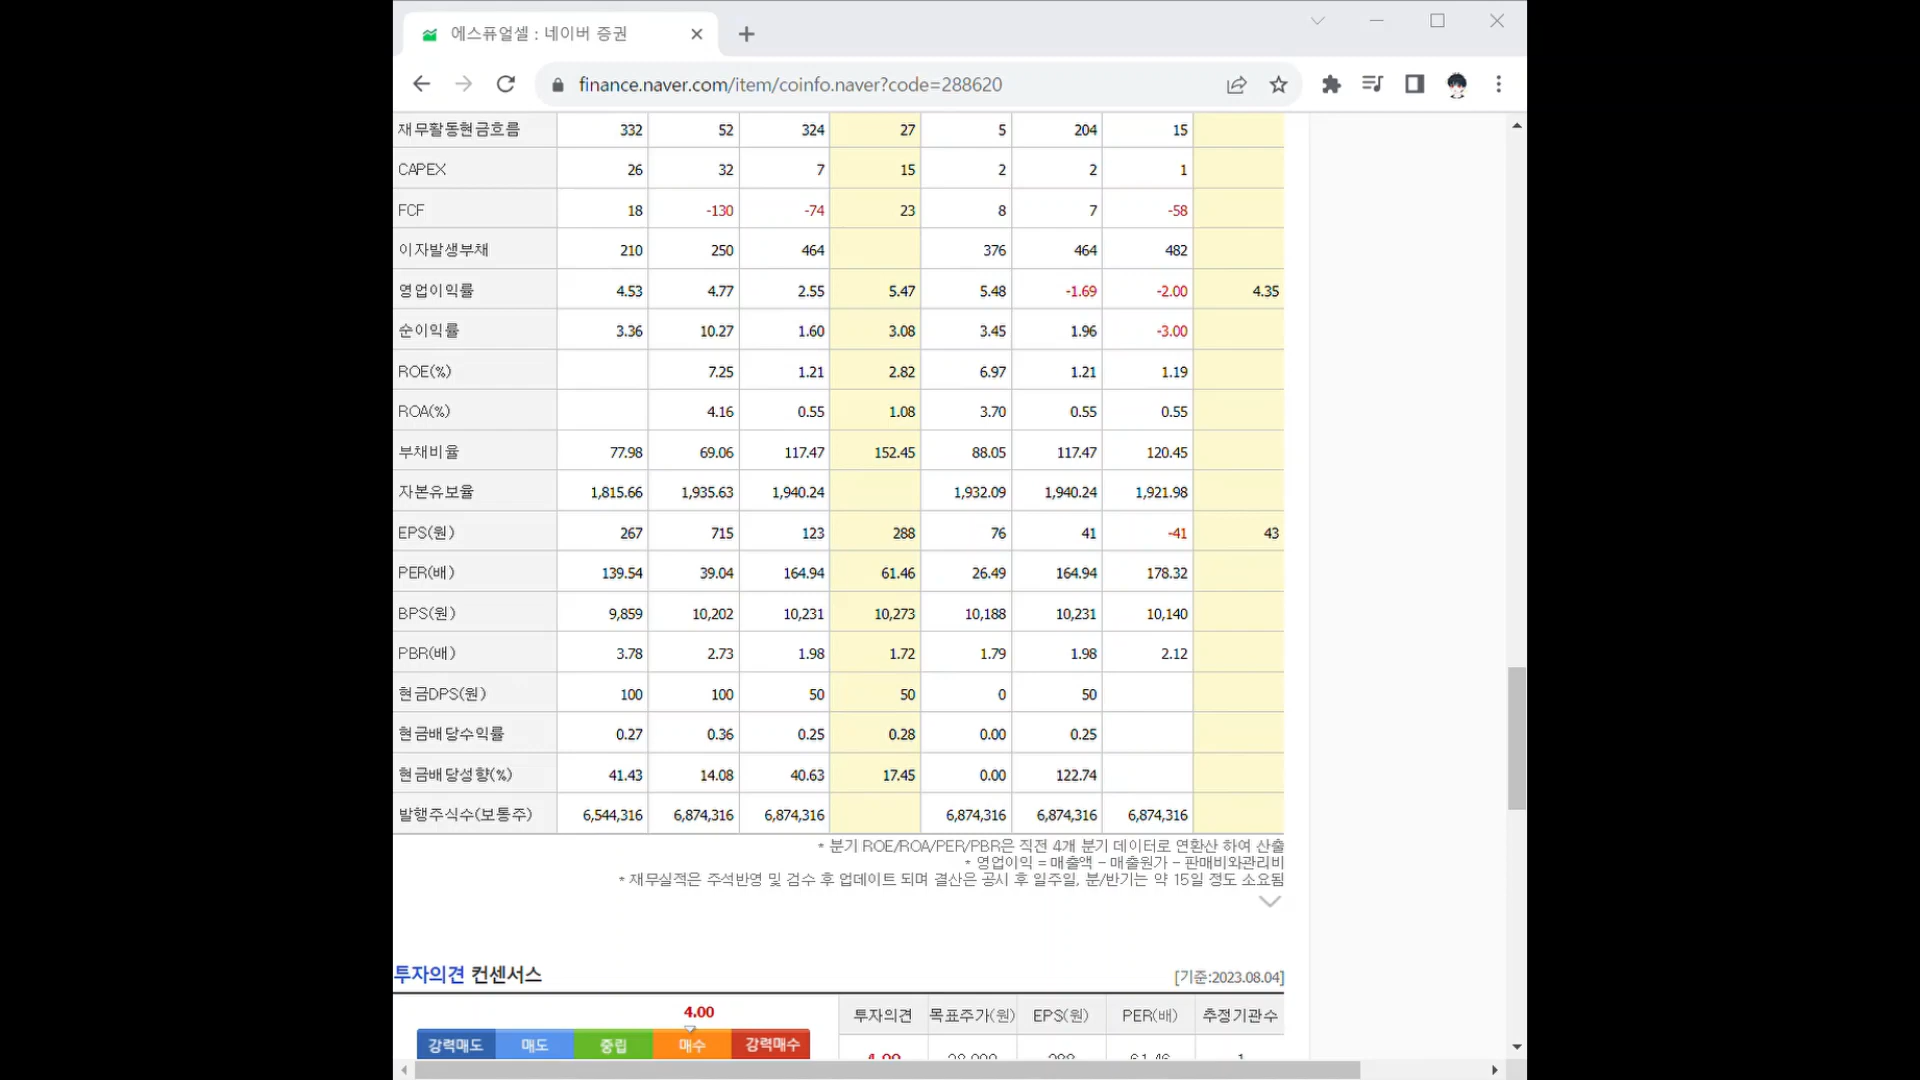 에스퓨얼셀 : 네이버 증권
finance.naver.com/item/coinfo.naver?code=288620
재무활동현금흐름 332 52 324 27 5 204 15
CAPEX 26 32 7 15 2 2 1
FCF 18 -130 -74 23 8 7 -58
이자발생부채 210 250 464 376 464 482
영업이익률 4.53 4.77 2.55 5.47 5.48 -1.69 -2.00 4.35
순이익률 3.36 10.27 1.60 3.08 3.45 1.96 -3.00
ROE(%) 7.25 1.21 2.82 6.97 1.21 1.19
ROA(%) 4.16 0.55 1.08 3.70 0.55 0.55
부채비율 77.98 69.06 117.47 152.45 88.05 117.47 120.45
자본유보율 1,815.66 1,935.63 1,940.24 1,932.09 1,940.24 1,921.98
EPS(원) 267 715 123 288 76 41 -41 43
PER(배) 139.54 39.04 164.94 61.46 26.49 164.94 178.32
BPS(원) 9,859 10,202 10,231 10,273 10,188 10,231 10,140
PBR(배) 3.78 2.73 1.98 1.72 1.79 1.98 2.12
현금DPS(원) 100 100 50 50 0 50
현금배당수익률 0.27 0.36 0.25 0.28 0.00 0.25
현금배당성향(%) 41.43 14.08 40.63 17.45 0.00 122.74
발행주식수(보통주) 6,544,316 6,874,316 6,874,316 6,874,316 6,874,316 6,874,316
* 분기 ROE/ROA/PER/PBR은 직전 4개 분기 데이터로 연환산 하여 산출
* 영업이익 = 매출액 - 매출원가 - 판매비와관리비
* 재무실적은 주석반영 및 검수 후 업데이트 되며 결산은 공시 후 일주일, 분/반기는 약 15일 정도 소요됨
투자의견 컨센서스 [기준:2023.08.04]
4.00
투자의견 목표주가(원) EPS(원) PER(배) 추정기관수
강력매도 매도 중립 매수 강력매수
4.00 288 61.46 1